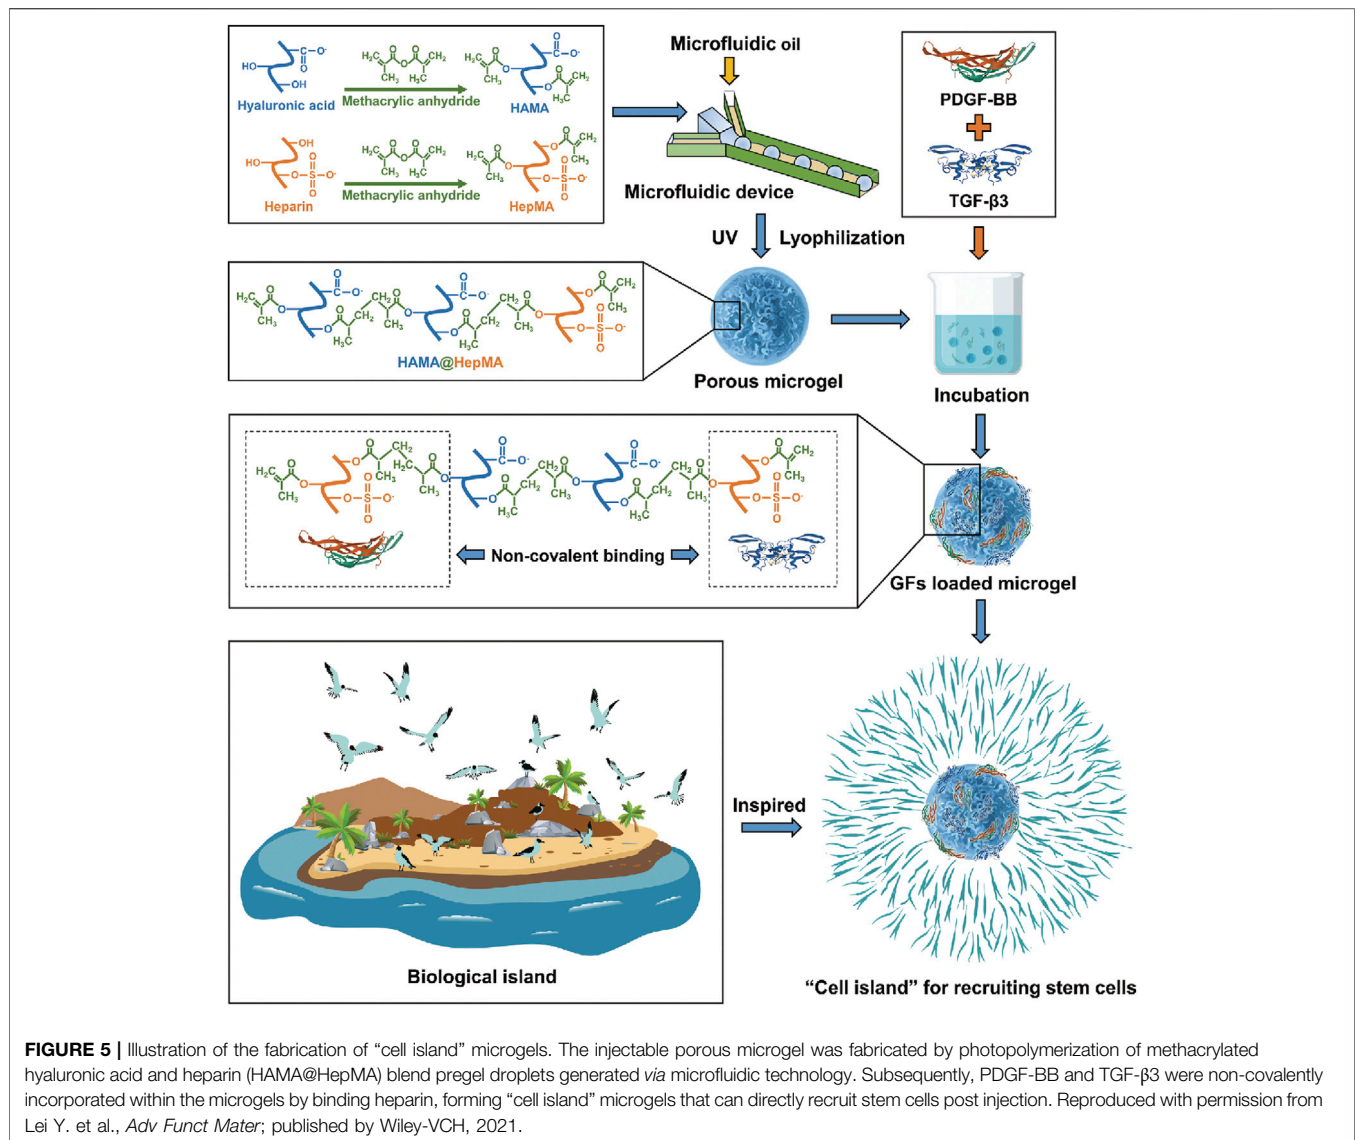 Hyaluronic acid
Methacrylic anhydride
HAMA
Heparin
Methacrylic anhydride
HepMA
Microfluidic oil
Microfluidic device
PDGF-BB
TGF-β3
UV
Lyophilization
HAMA@HepMA
Porous microgel
Incubation
Non-covalent binding
GFs loaded microgel
Inspired
Biological island
“Cell island” for recruiting stem cells
FIGURE 5 | Illustration of the fabrication of “cell island” microgels. The injectable porous microgel was fabricated by photopolymerization of methacrylated
hyaluronic acid and heparin (HAMA@HepMA) blend pregel droplets generated via microfluidic technology. Subsequently, PDGF-BB and TGF-β3 were non-covalently
incorporated within the microgels by binding heparin, forming “cell island” microgels that can directly recruit stem cells post injection. Reproduced with permission from
Lei Y. et al., Adv Funct Mater; published by Wiley-VCH, 2021.